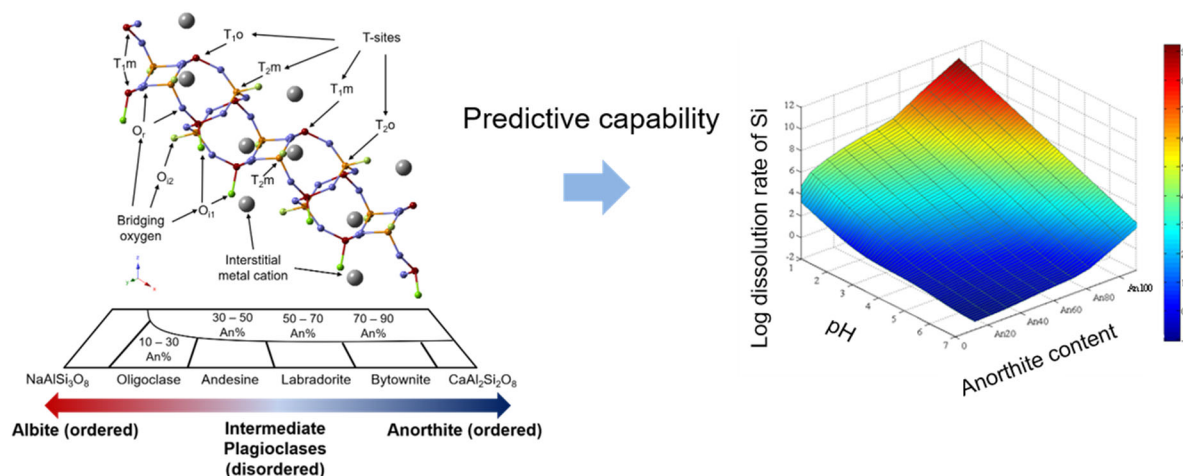 T₁o
T-sites
T₁m
T₂m
T₁m
T₂o
Oᵣ
Oᵢ₂
T₂m
Oᵢ₁
Bridging
oxygen
Interstitial
metal cation
z
y
x
30 – 50
An%
50 – 70
An%
70 – 90
An%
10 – 30
An%
NaAlSi₃O₈
Oligoclase
Andesine
Labradorite
Bytownite
CaAl₂Si₂O₈
Albite (ordered)
Intermediate
Plagioclases
(disordered)
Anorthite (ordered)
Predictive capability
Log dissolution rate of Si
12
10
8
6
4
2
0
-2
1
2
3
4
5
6
7
pH
0
An20
An40
An60
An80
An100
Anorthite content